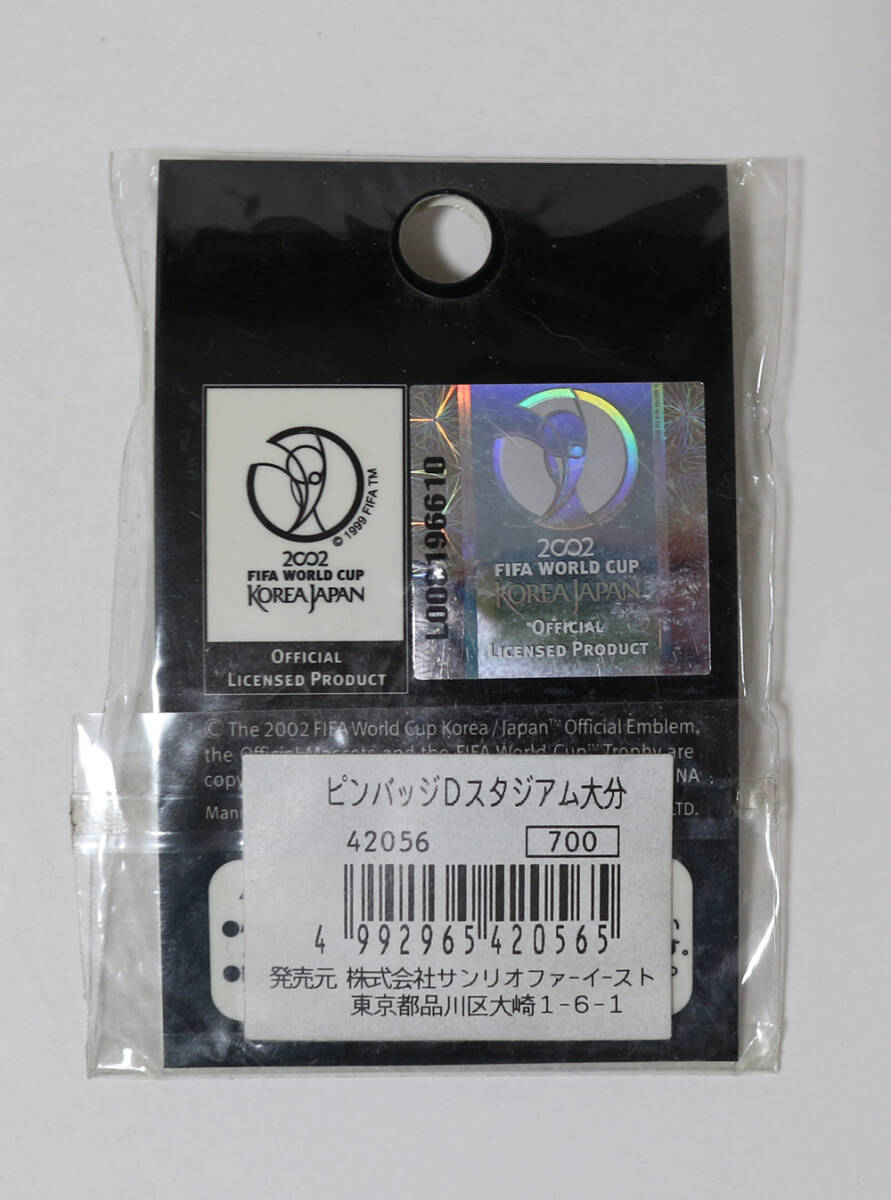 © 1999 FIFA TM
2002
FIFA WORLD CUP
KOREA JAPAN
OFFICIAL
LICENSED PRODUCT
L00C196610
2002
FIFA WORLD CUP
KOREA JAPAN
OFFICIAL
LICENSED PRODUCT
© The 2002 FIFA World Cup Korea/Japan™ Official Emblem,
the Official Mascots and the FIFA World Cup™ Trophy are
ピンバッジDスタジアム大分
42056 700
4 992965 420565
発売元 株式会社サンリオファーイースト
東京都品川区大崎1-6-1